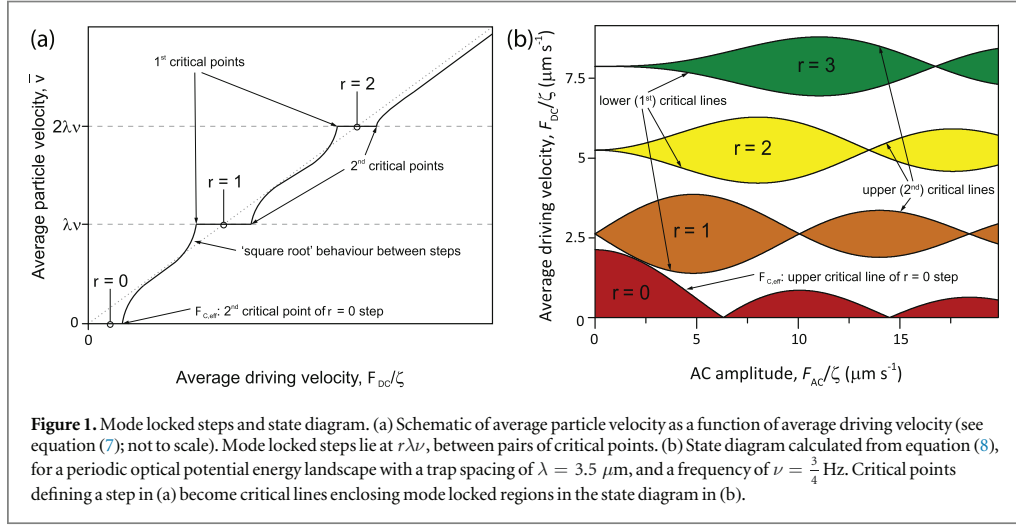 (a)
1st critical points
r = 2
2λν
2nd critical points
r = 1
λν
'square root' behaviour between steps
r = 0
F_C,eff: 2nd critical point of r = 0 step
0
0
Average particle velocity, v̄
Average driving velocity, F_DC/ζ
(b)
r = 3
7.5
lower (1st) critical lines
r = 2
5
upper (2nd) critical lines
r = 1
2.5
F_C,eff: upper critical line of r = 0 step
r = 0
0
0 5 10 15
Average driving velocity, F_DC/ζ (μm s⁻¹)
AC amplitude, F_AC/ζ (μm s⁻¹)
Figure 1. Mode locked steps and state diagram. (a) Schematic of average particle velocity as a function of average driving velocity (see
equation (7); not to scale). Mode locked steps lie at rλν, between pairs of critical points. (b) State diagram calculated from equation (8),
for a periodic optical potential energy landscape with a trap spacing of λ = 3.5 μm, and a frequency of ν = 3/4 Hz. Critical points
defining a step in (a) become critical lines enclosing mode locked regions in the state diagram in (b).